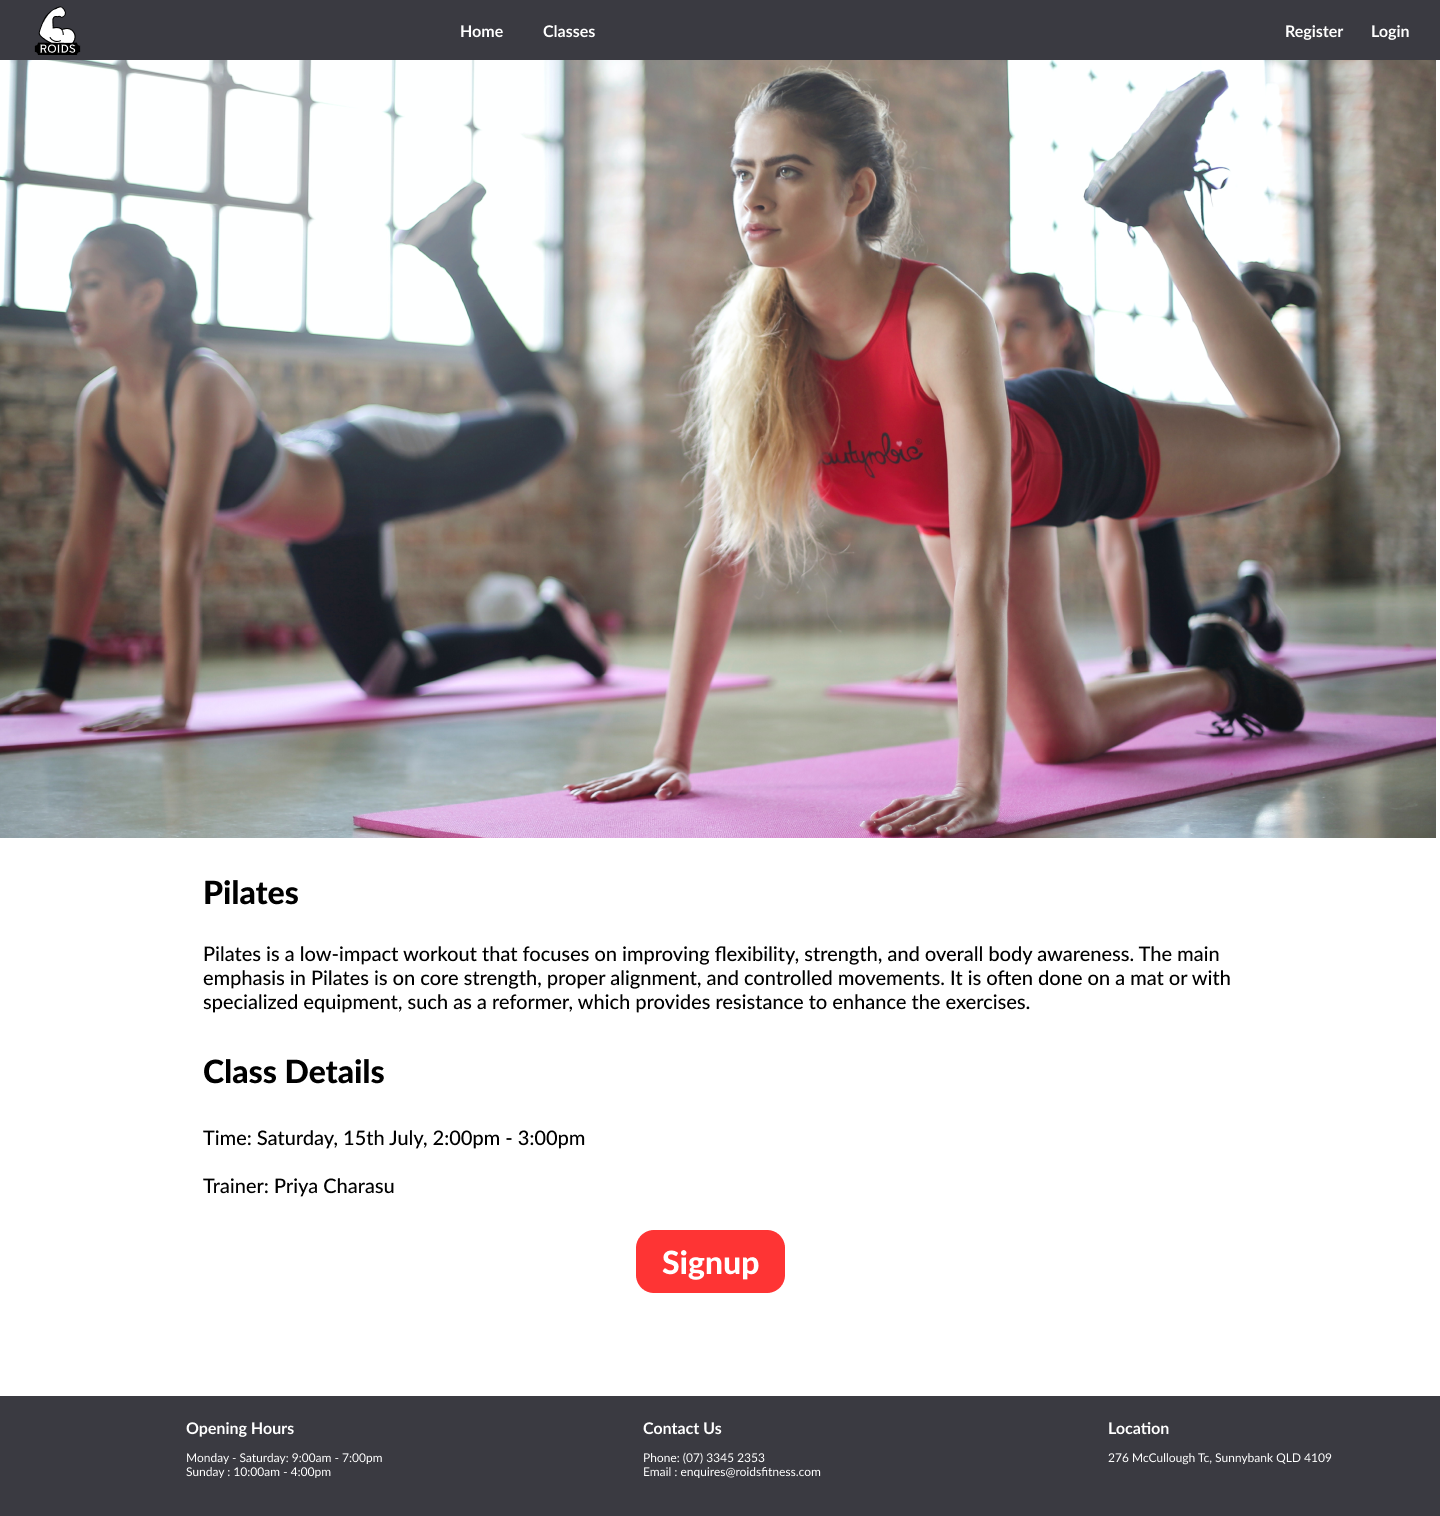 ROIDS
Home
Classes
Register
Login
Pilates
Pilates is a low-impact workout that focuses on improving flexibility, strength, and overall body awareness. The main
emphasis in Pilates is on core strength, proper alignment, and controlled movements. It is often done on a mat or with
specialized equipment, such as a reformer, which provides resistance to enhance the exercises.
Class Details
Time: Saturday, 15th July, 2:00pm - 3:00pm
Trainer: Priya Charasu
Signup
Opening Hours
Monday - Saturday: 9:00am - 7:00pm
Sunday : 10:00am - 4:00pm
Contact Us
Phone: (07) 3345 2353
Email : enquires@roidsfitness.com
Location
276 McCullough Tc, Sunnybank QLD 4109